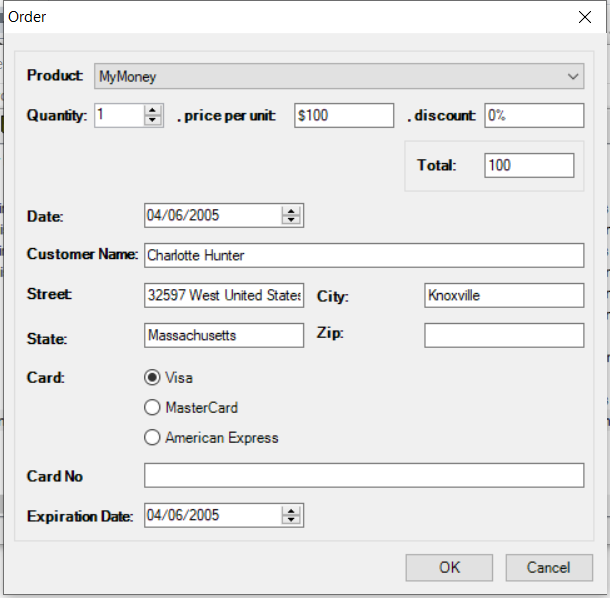 Order
Product: MyMoney
Quantity: 1 , price per unit: $100 , discount: 0%
Total: 100
Date: 04/06/2005
Customer Name: Charlotte Hunter
Street: 32597 West United States City: Knoxville
State: Massachusetts Zip:
Card: Visa
MasterCard
American Express
Card No
Expiration Date: 04/06/2005
OK Cancel